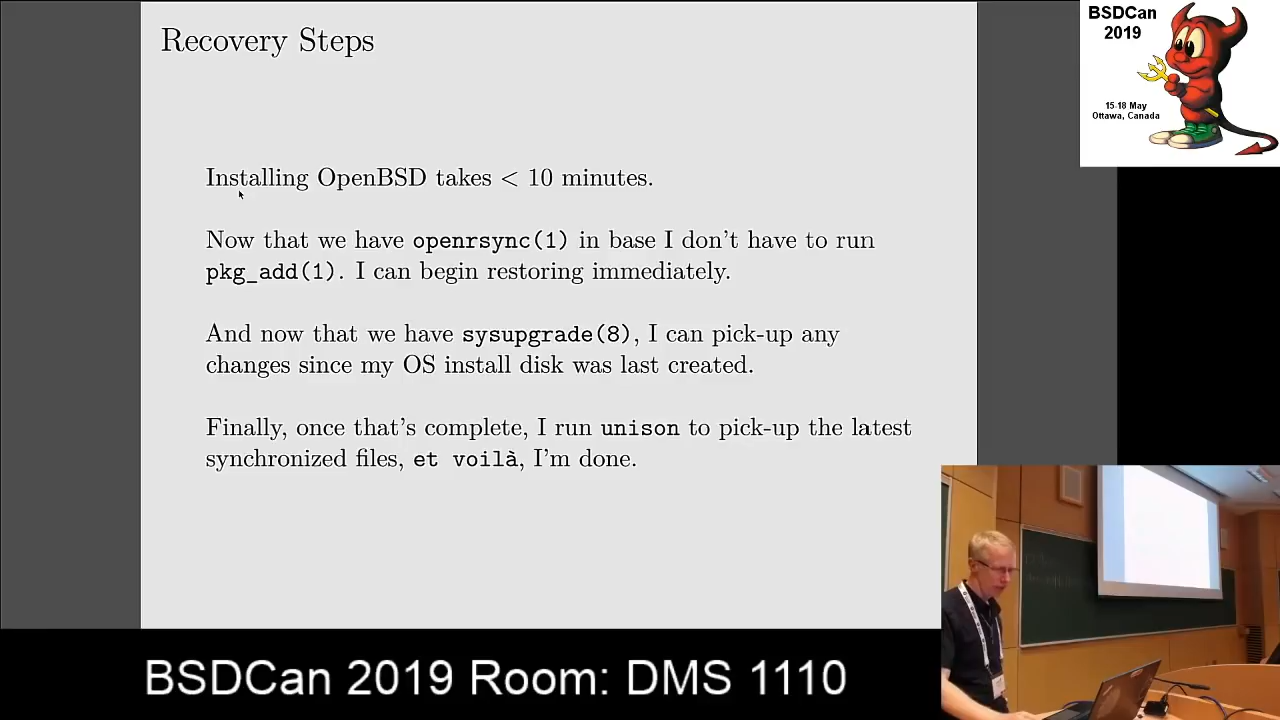 Recovery Steps
Installing OpenBSD takes < 10 minutes.
Now that we have openrsync(1) in base I don't have to run
pkg_add(1). I can begin restoring immediately.
And now that we have sysupgrade(8), I can pick-up any
changes since my OS install disk was last created.
Finally, once that's complete, I run unison to pick-up the latest
synchronized files, et voilà, I'm done.
BSDCan
2019
15-18 May
Ottawa, Canada
BSDCan 2019 Room: DMS 1110